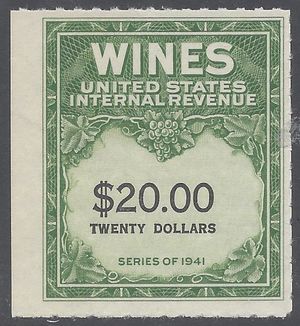 WINES
UNITED STATES
INTERNAL REVENUE
$20.00
TWENTY DOLLARS
SERIES OF 1941